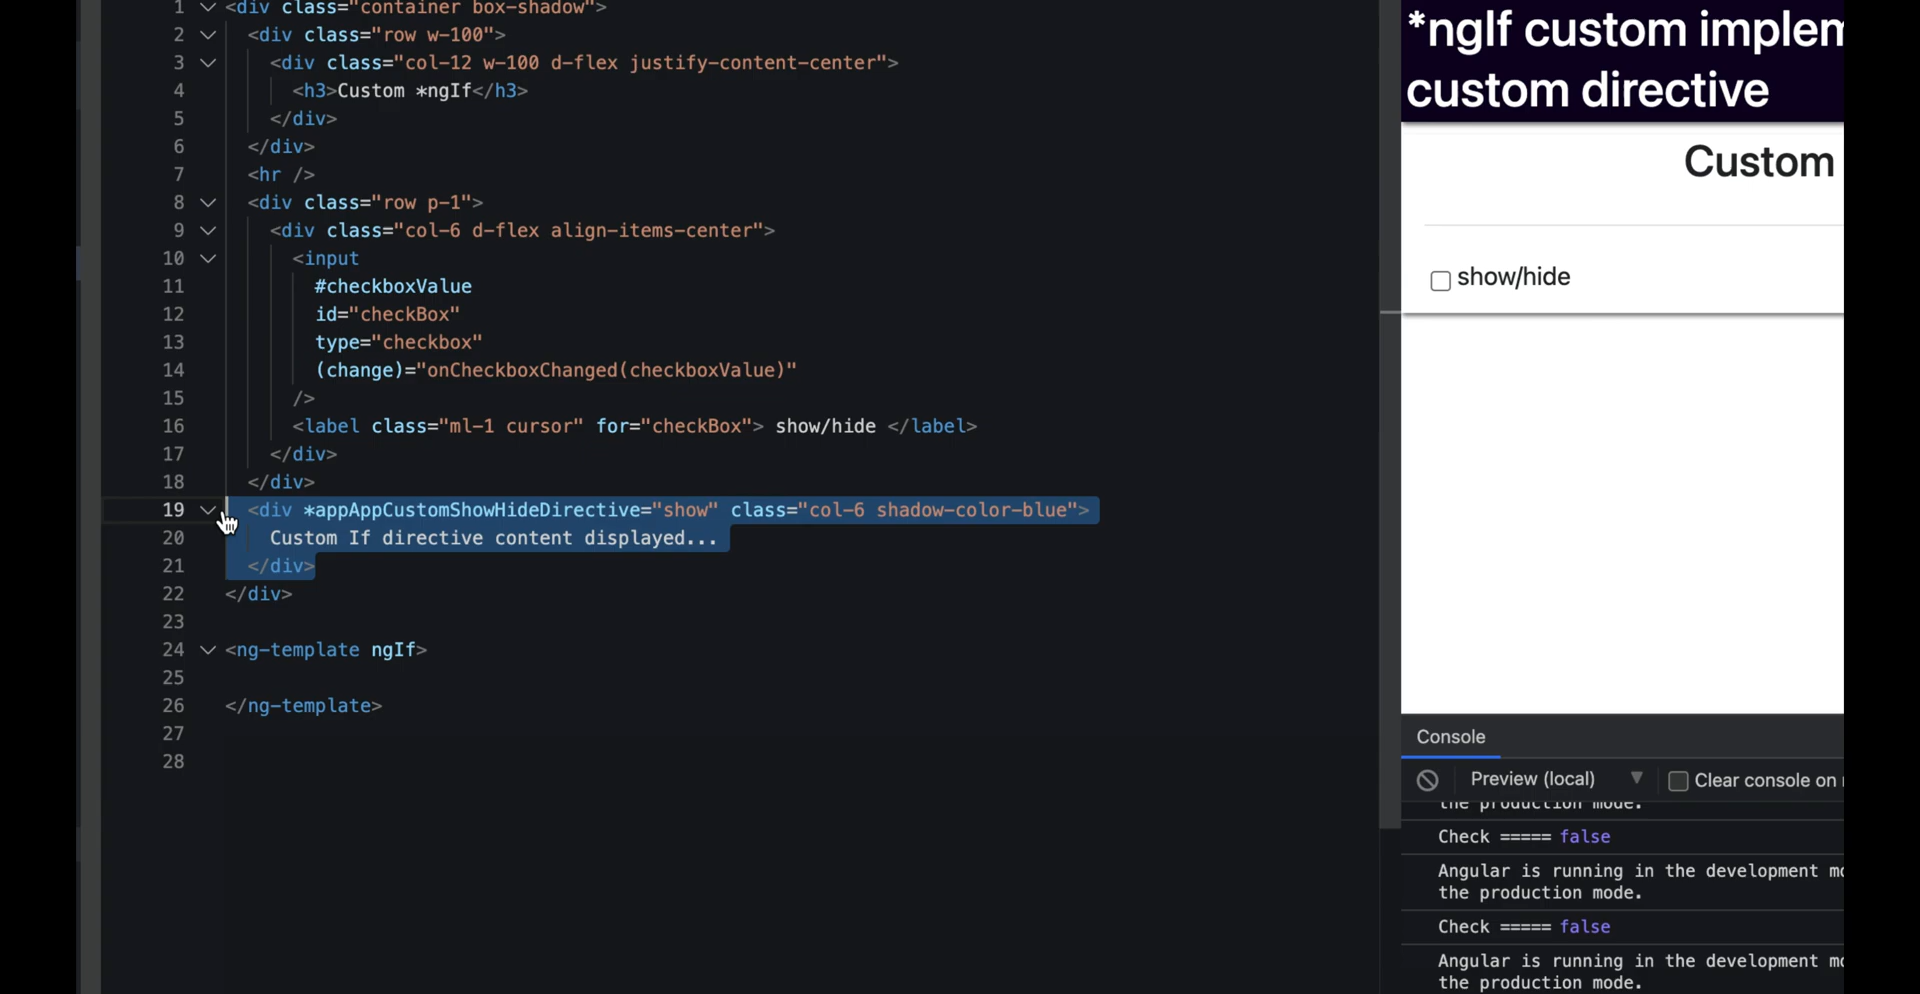 1 <div class="container box-shadow">
2 <div class="row w-100">
3 <div class="col-12 w-100 d-flex justify-content-center">
4 <h3>Custom *ngIf</h3>
5 </div>
6 </div>
7 <hr />
8 <div class="row p-1">
9 <div class="col-6 d-flex align-items-center">
10 <input
11 #checkboxValue
12 id="checkBox"
13 type="checkbox"
14 (change)="onCheckboxChanged(checkboxValue)"
15 />
16 <label class="ml-1 cursor" for="checkBox"> show/hide </label>
17 </div>
18 </div>
19 <div *appAppCustomShowHideDirective="show" class="col-6 shadow-color-blue">
20 Custom If directive content displayed...
21 </div>
22 </div>
23
24 <ng-template ngIf>
25
26 </ng-template>
27
28
*ngIf custom implem
custom directive
Custom
show/hide
Console
Preview (local) Clear console on
the production mode.
Check ===== false
Angular is running in the development mo
the production mode.
Check ===== false
Angular is running in the development mo
the production mode.